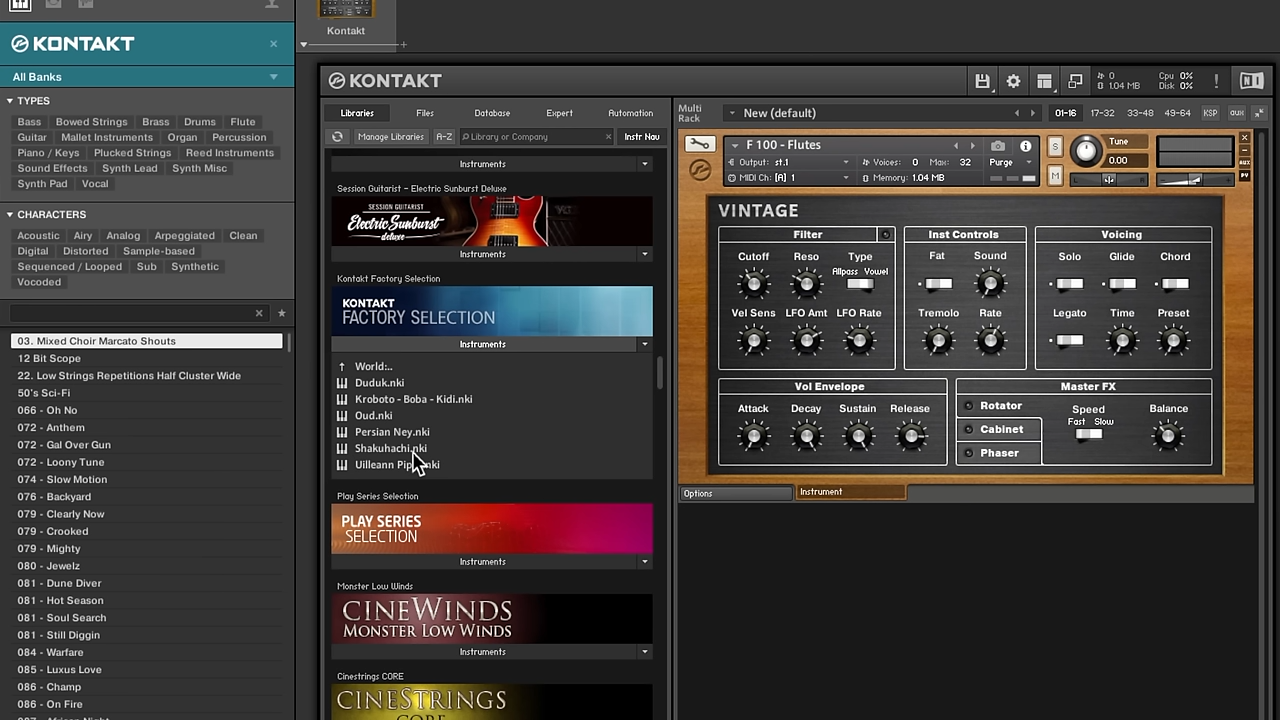 KONTAKT
All Banks
TYPES
Bass Bowed Strings Brass Drums Flute
Guitar Mallet Instruments Organ Percussion
Piano / Keys Plucked Strings Reed Instruments
Sound Effects Synth Lead Synth Misc
Synth Pad Vocal
CHARACTERS
Acoustic Airy Analog Arpeggiated Clean
Digital Distorted Sample-based
Sequenced / Looped Sub Synthetic
Vocoded
03. Mixed Choir Marcato Shouts
12 Bit Scope
22. Low Strings Repetitions Half Cluster Wide
50's Sci-Fi
066 - Oh No
072 - Anthem
072 - Gal Over Gun
072 - Loony Tune
074 - Slow Motion
076 - Backyard
079 - Clearly Now
079 - Crooked
079 - Mighty
080 - Jewelz
081 - Dune Diver
081 - Hot Season
081 - Soul Search
081 - Still Diggin
084 - Warfare
085 - Luxus Love
086 - Champ
086 - On Fire
Kontakt
KONTAKT
0
1.04 MB
Cpu 0%
Disk 0%
Libraries Files Database Expert Automation
Manage Libraries A-Z Library or Company Instr Nav
Instruments
Session Guitarist - Electric Sunburst Deluxe
SESSION GUITARIST
Electric Sunburst
deluxe
Instruments
Kontakt Factory Selection
KONTAKT
FACTORY SELECTION
Instruments
World:..
Duduk.nki
Kroboto - Boba - Kidi.nki
Oud.nki
Persian Ney.nki
Shakuhachi.nki
Uilleann
Play Series Selection
PLAY SERIES
SELECTION
Instruments
Monster Low Winds
CINEWINDS
MONSTER LOW WINDS
Instruments
Cinestrings CORE
CINESTRINGS
CORE
Multi
Rack
New (default)
01-16 17-32 33-48 49-64 KSP aux
F 100 - Flutes
Output: st.1 Voices: 0 Max: 32 Purge
MIDI Ch: [A] 1 Memory: 1.04 MB
S
M
Tune
0.00
AUX
PV
VINTAGE
Filter
Cutoff Reso Type
Allpass Vowel
Vel Sens LFO Amt LFO Rate
Inst Controls
Fat Sound
Tremolo Rate
Voicing
Solo Glide Chord
Legato Time Preset
Vol Envelope
Attack Decay Sustain Release
Master FX
Rotator
Cabinet
Phaser
Speed
Fast Slow
Balance
Options Instrument